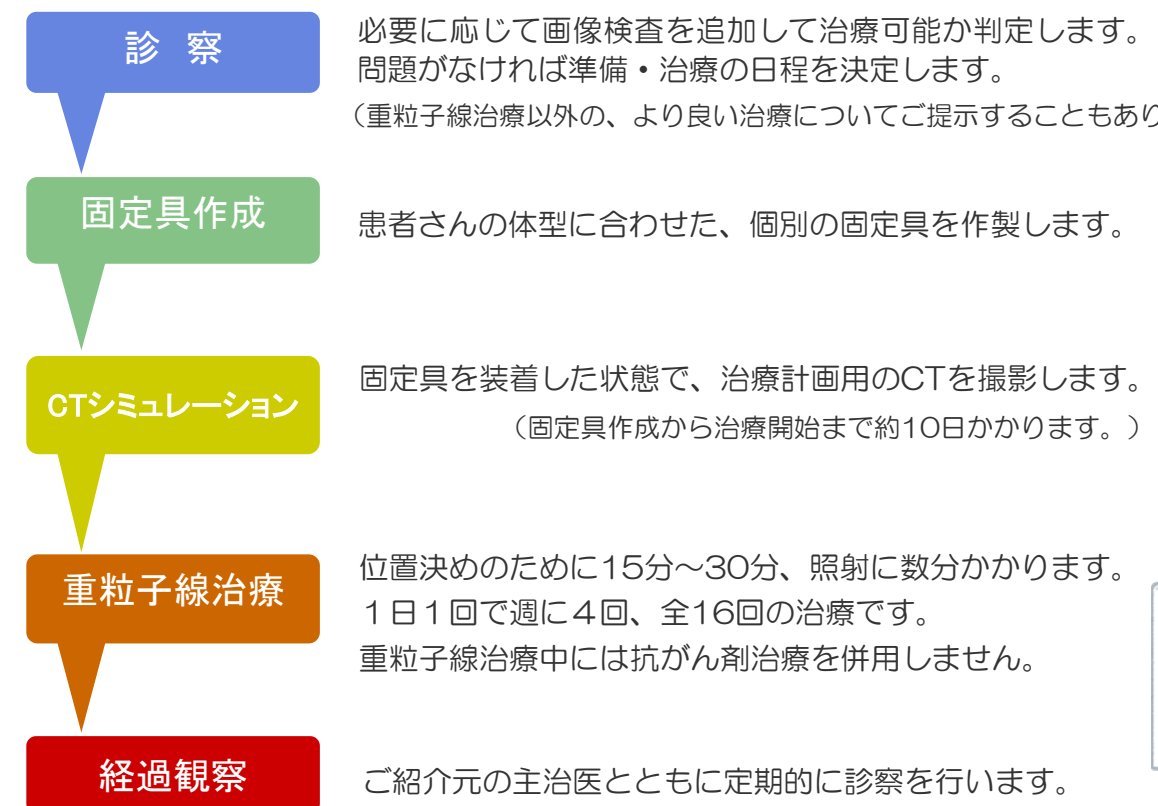 診 察
必要に応じて画像検査を追加して治療可能か判定します。
問題がなければ準備・治療の日程を決定します。
（重粒子線治療以外の、より良い治療についてご提示することもあり
固定具作成
患者さんの体型に合わせた、個別の固定具を作製します。
CTシミュレーション
固定具を装着した状態で、治療計画用のCTを撮影します。
（固定具作成から治療開始まで約10日かかります。）
重粒子線治療
位置決めのために15分～30分、照射に数分かかります。
１日１回で週に４回、全16回の治療です。
重粒子線治療中には抗がん剤治療を併用しません。
経過観察
ご紹介元の主治医とともに定期的に診察を行います。